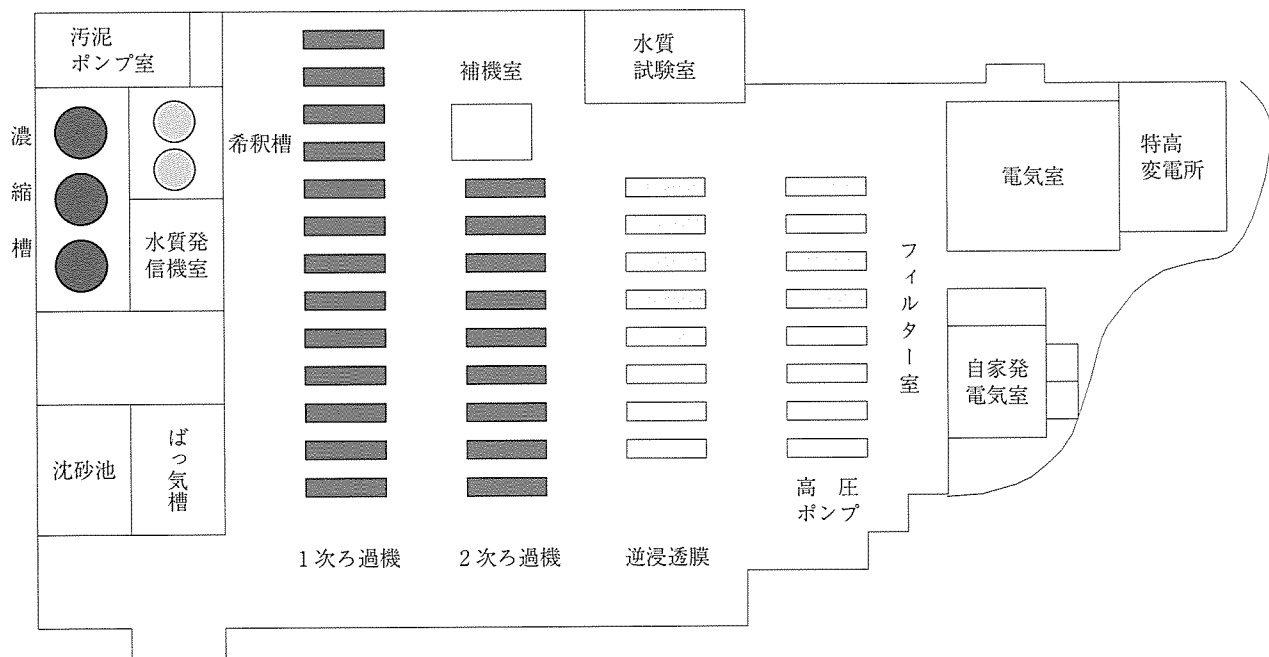 汚泥
ポンプ室
濃縮槽
希釈槽
水質発
信機室
沈砂池
ばっ気槽
補機室
水質
試験室
電気室
特高
変電所
フィルター室
自家発
電気室
高圧
ポンプ
1次ろ過機
2次ろ過機
逆浸透膜